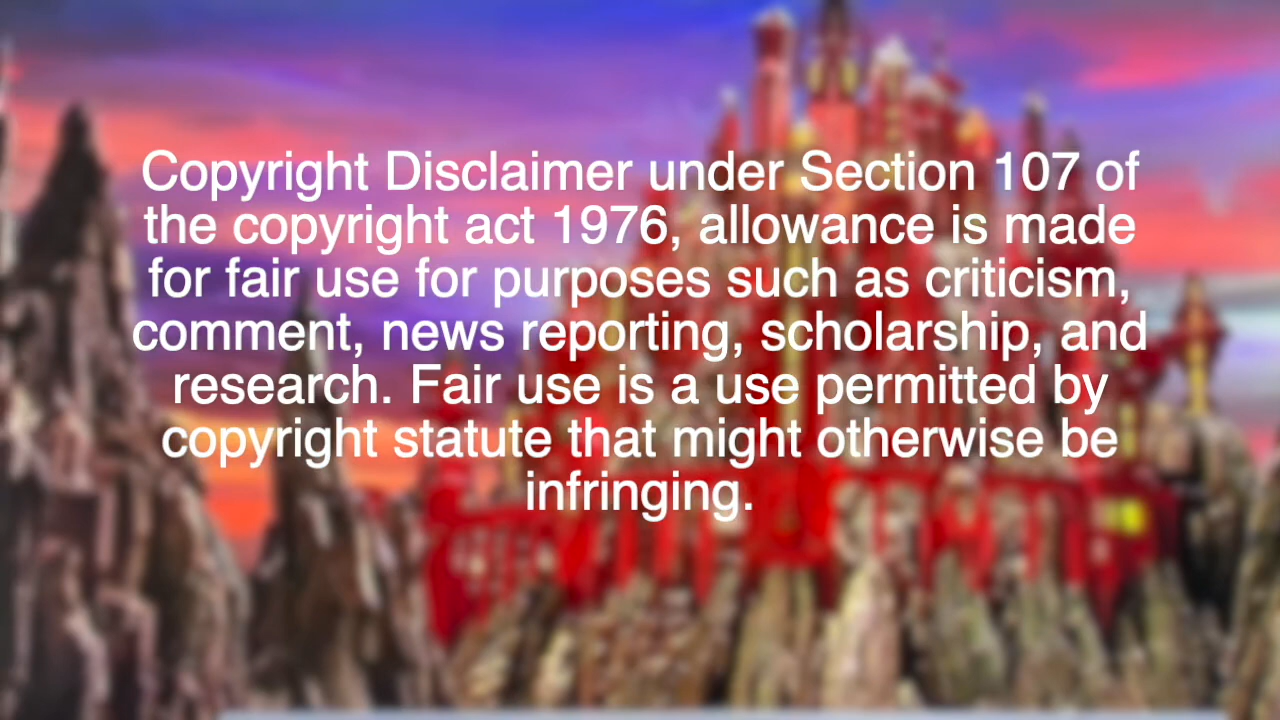 Copyright Disclaimer under Section 107 of
the copyright act 1976, allowance is made
for fair use for purposes such as criticism,
comment, news reporting, scholarship, and
research. Fair use is a use permitted by
copyright statute that might otherwise be
infringing.